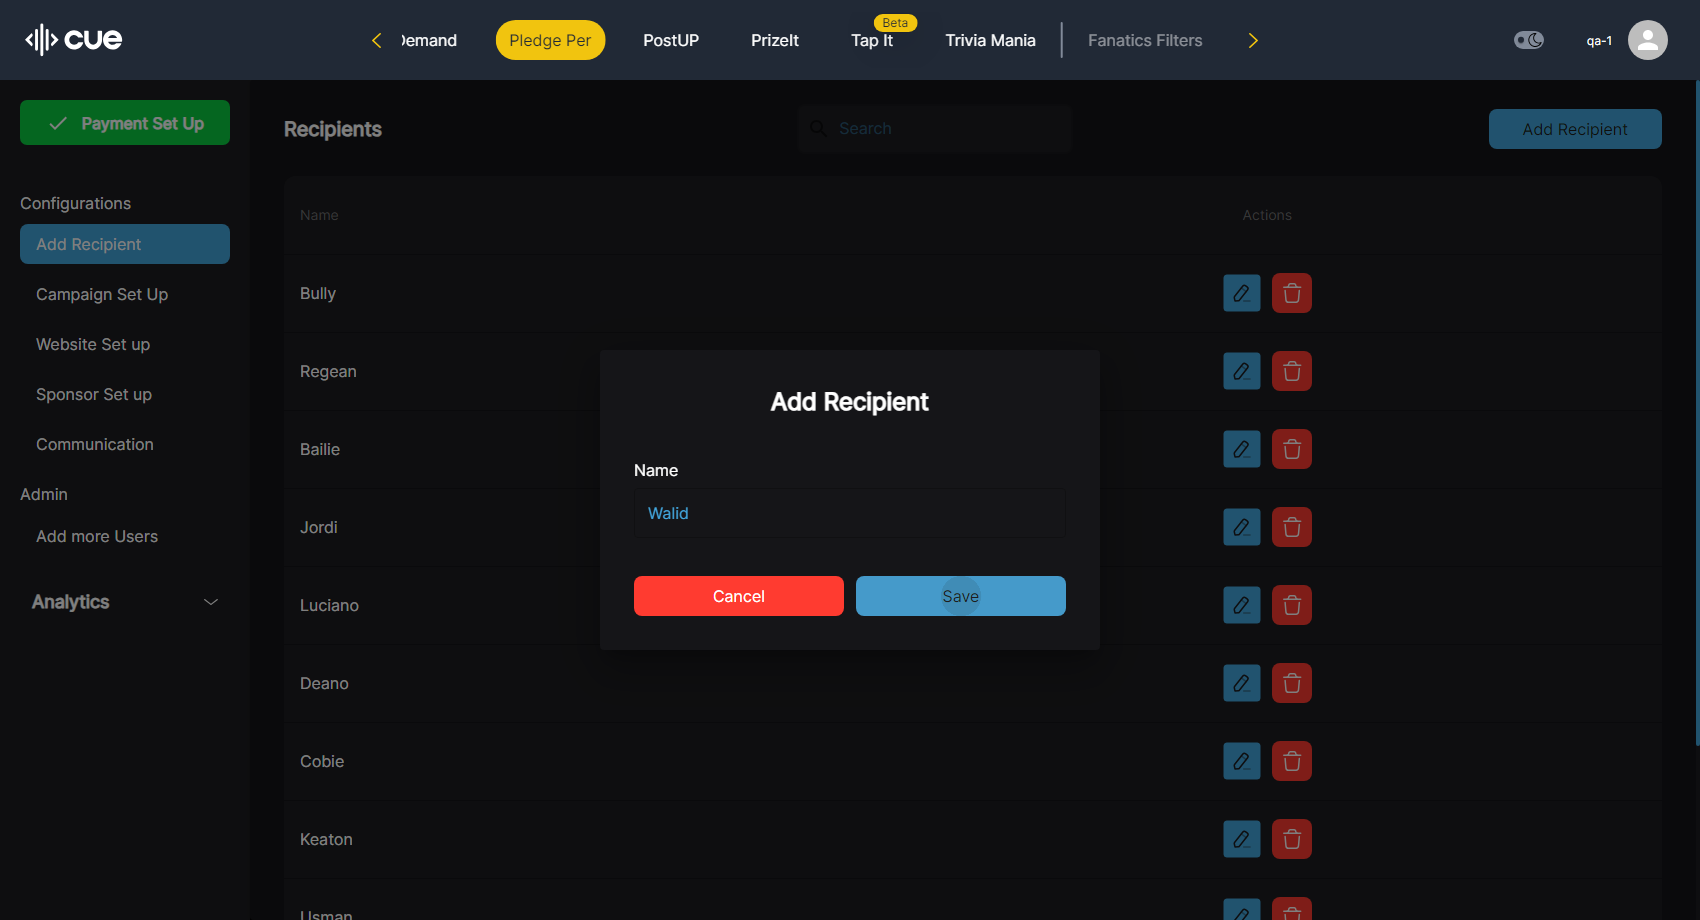 cue
Demand
Pledge Per
PostUP
PrizeIt
Tap It
Beta
Trivia Mania
Fanatics Filters
qa-1
Payment Set Up
Configurations
Add Recipient
Campaign Set Up
Website Set up
Sponsor Set up
Communication
Admin
Add more Users
Analytics
Recipients
Search
Add Recipient
Name
Actions
Bully
Regean
Bailie
Jordi
Luciano
Deano
Cobie
Keaton
Usman
Add Recipient
Name
Walid
Cancel
Save